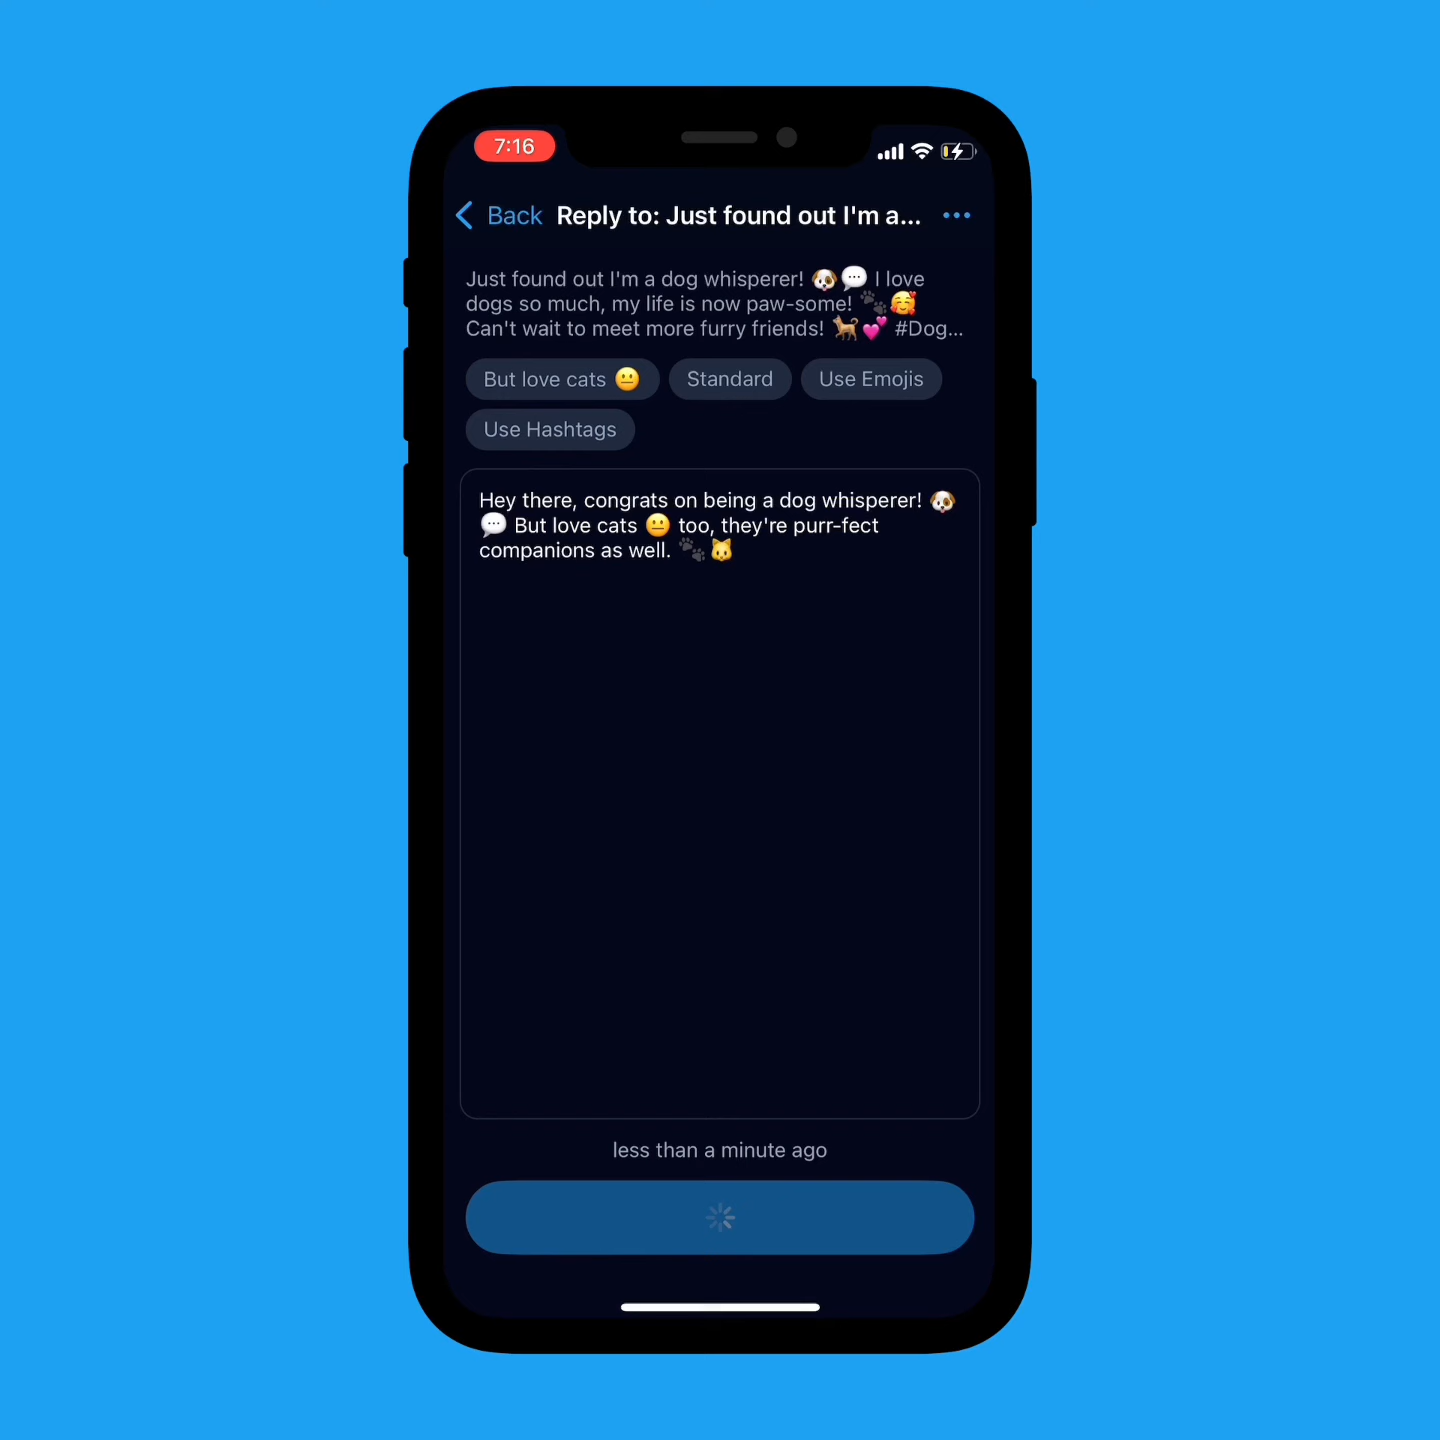 7:16
Back Reply to: Just found out I'm a...
Just found out I'm a dog whisperer! 🐶💬 I love
dogs so much, my life is now paw-some! 🐾🥰
Can't wait to meet more furry friends! 🐕💕 #Dog...
But love cats 😐 Standard Use Emojis
Use Hashtags
Hey there, congrats on being a dog whisperer! 🐶
💬 But love cats 😐 too, they're purr-fect
companions as well. 🐾🐱
less than a minute ago